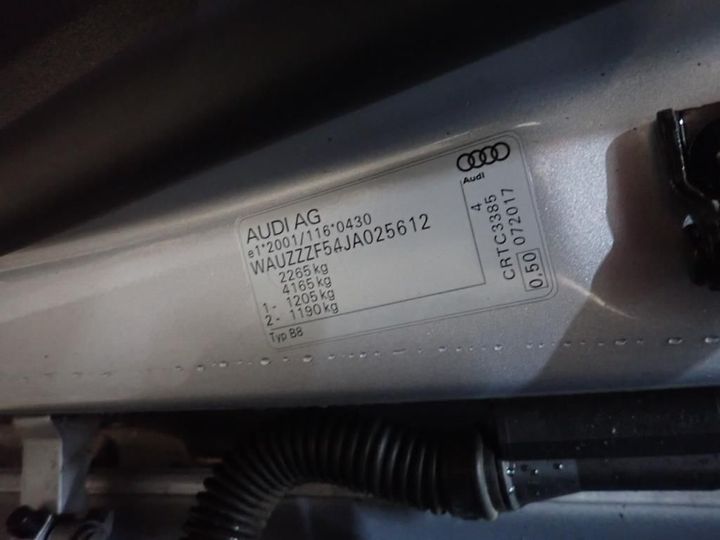 Audi
AUDI AG
e1*2001/116*0430
WAUZZZF54JA025612
2265kg
4165kg
1- 1205kg
2- 1190kg
Typ B8
4
CRTC3385
072017
0,50